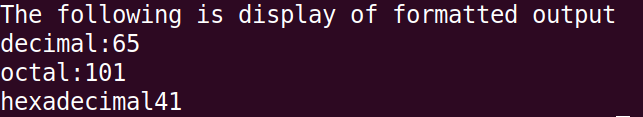 The following is display of formatted output
decimal:65
octal:101
hexadecimal41